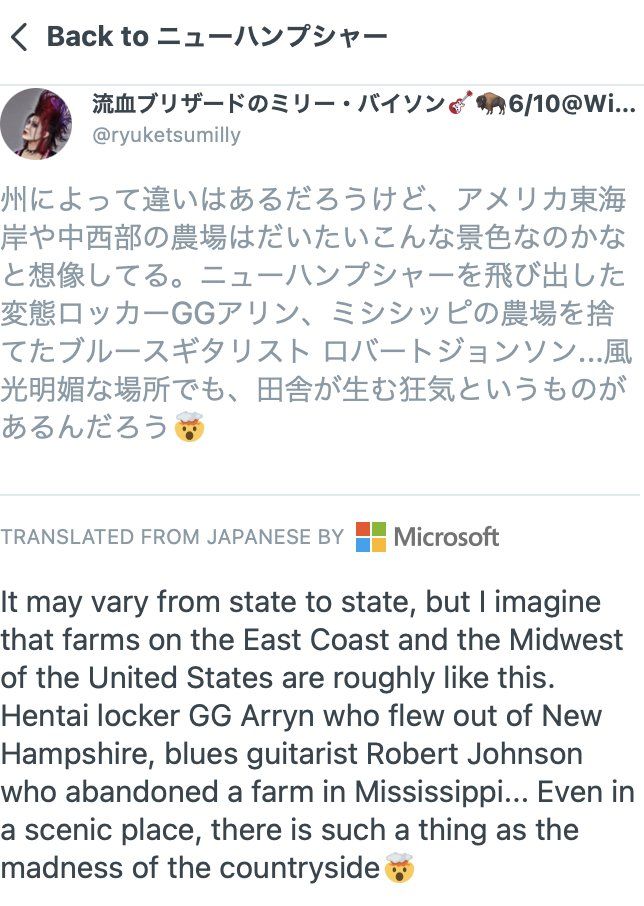 Back to ニューハンプシャー
流血ブリザードのミリー・バイソン🎸🦬6/10@Wi...
@ryuketsumilly
州によって違いはあるだろうけど、アメリカ東海
岸や中西部の農場はだいたいこんな景色なのかな
と想像してる。ニューハンプシャーを飛び出した
変態ロッカーGGアリン、ミシシッピの農場を捨
てたブルースギタリスト ロバートジョンソン...風
光明媚な場所でも、田舎が生む狂気というものが
あるんだろう🤯
TRANSLATED FROM JAPANESE BY Microsoft
It may vary from state to state, but I imagine
that farms on the East Coast and the Midwest
of the United States are roughly like this.
Hentai locker GG Arryn who flew out of New
Hampshire, blues guitarist Robert Johnson
who abandoned a farm in Mississippi... Even in
a scenic place, there is such a thing as the
madness of the countryside🤯